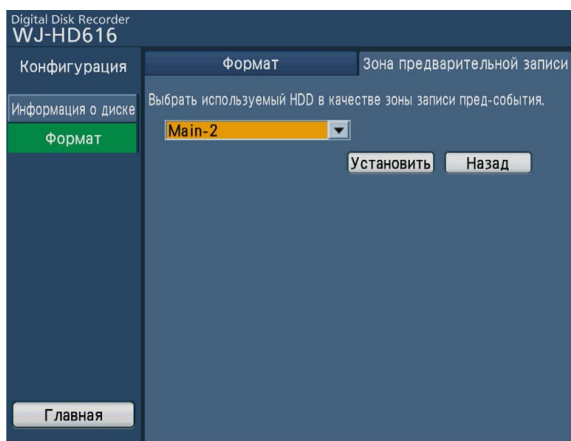 Digital Disk Recorder
WJ-HD616
Конфигурация
Формат
Зона предварительной записи
Информация о диске
Выбрать используемый HDD в качестве зоны записи пред-события.
Формат
Main-2
Установить
Назад
Главная